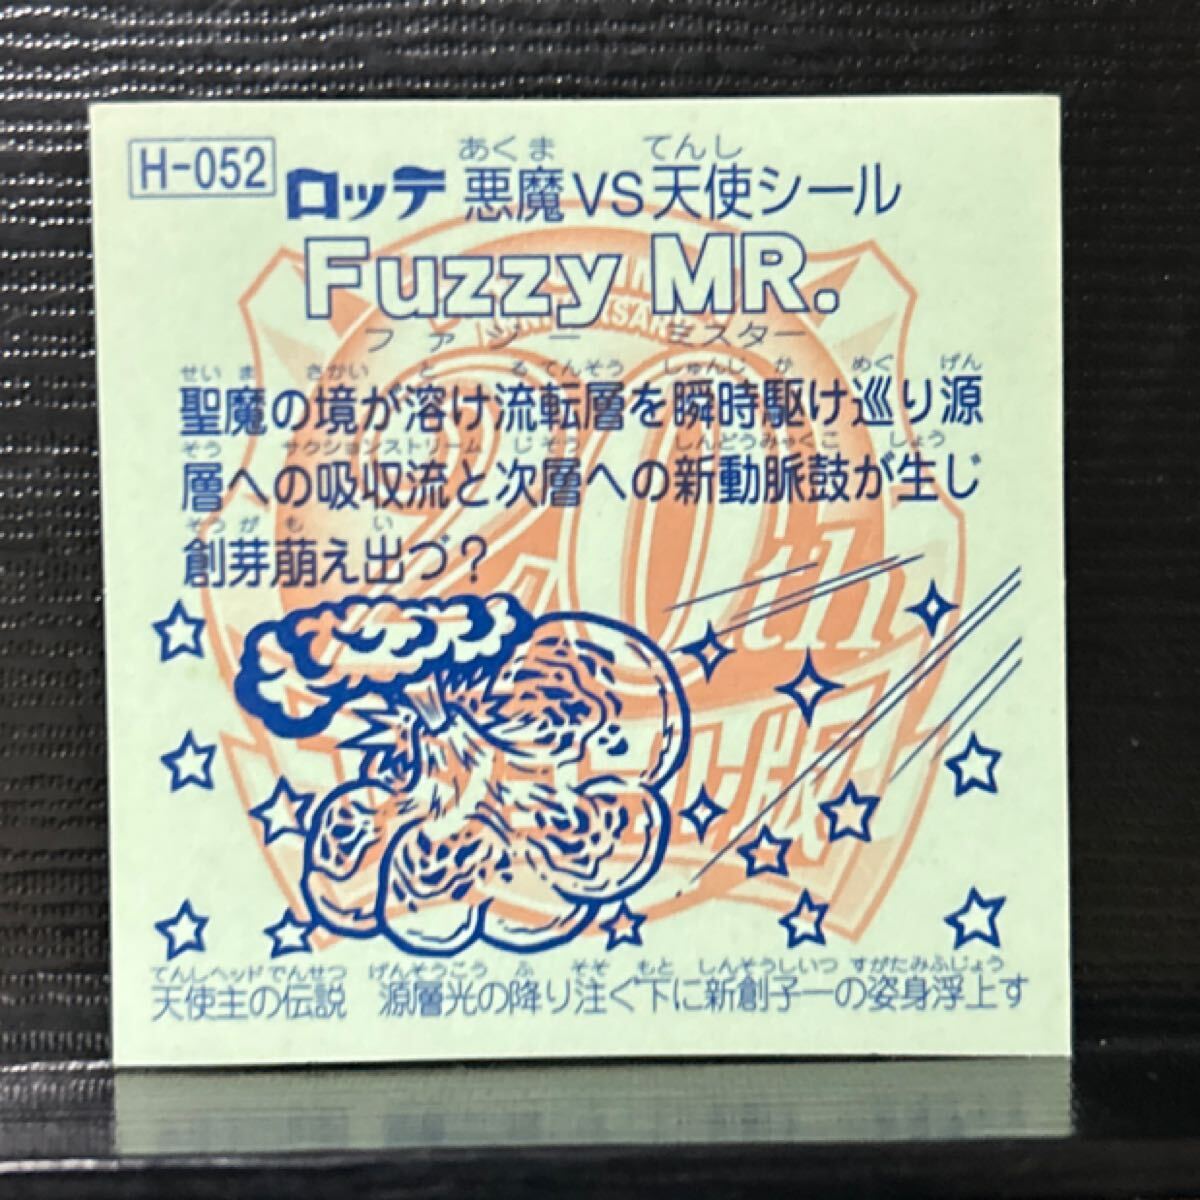 H-052
あくま てんし
ロッテ 悪魔VS天使シール
Fuzzy MR.
ファジー ミスター
せいま さかい と るてんそう しゅんじ か めぐ げん
聖魔の境が溶け流転層を瞬時駆け巡り源
そう サクションストリーム じそう しんどうみゃくこ しょう
層への吸収流と次層への新動脈鼓が生じ
そうが も い
創芽萌え出づ?
20th
てんしヘッドでんせつ げんそうこう ふ そそ もと しんそうしいつ すがたみふじょう
天使主の伝説 源層光の降り注ぐ下に新創子一の姿身浮上す